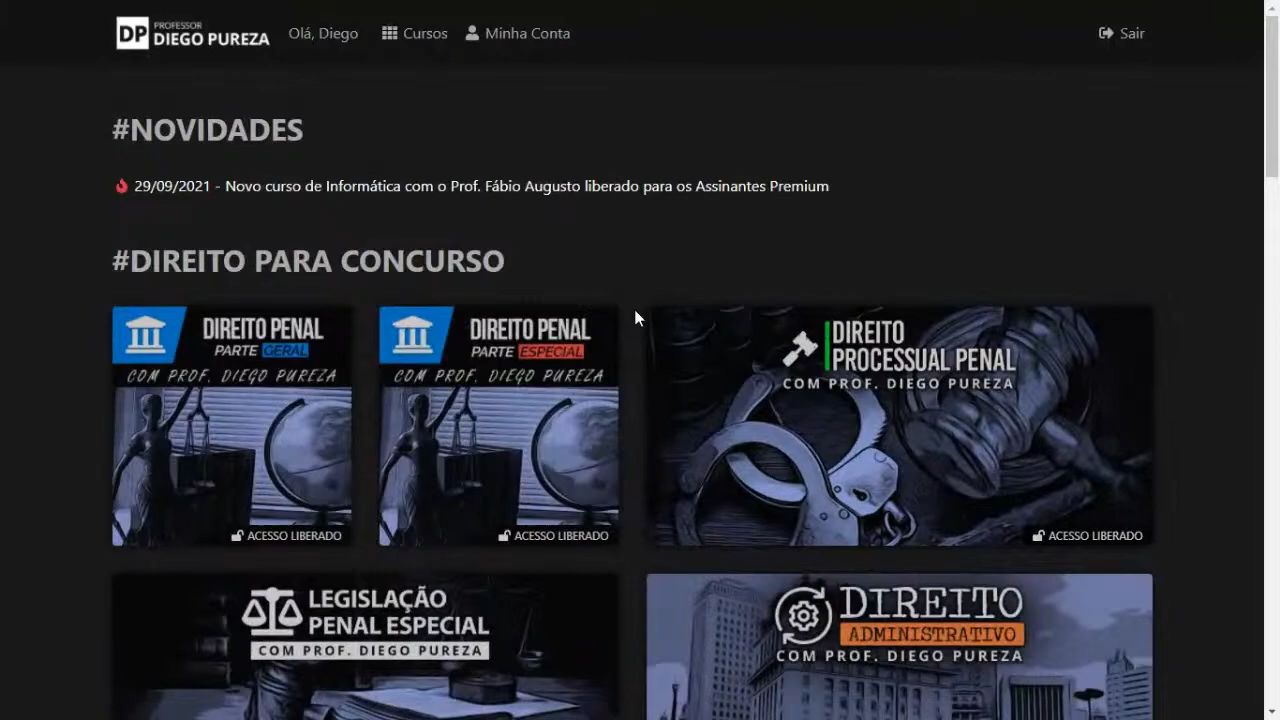 DP PROFESSOR DIEGO PUREZA
Olá, Diego
Cursos
Minha Conta
Sair
#NOVIDADES
29/09/2021 - Novo curso de Informática com o Prof. Fábio Augusto liberado para os Assinantes Premium
#DIREITO PARA CONCURSO
DIREITO PENAL
PARTE GERAL
COM PROF. DIEGO PUREZA
ACESSO LIBERADO
DIREITO PENAL
PARTE ESPECIAL
COM PROF. DIEGO PUREZA
ACESSO LIBERADO
DIREITO
PROCESSUAL PENAL
COM PROF. DIEGO PUREZA
ACESSO LIBERADO
LEGISLAÇÃO
PENAL ESPECIAL
COM PROF. DIEGO PUREZA
DIREITO
ADMINISTRATIVO
COM PROF. DIEGO PUREZA